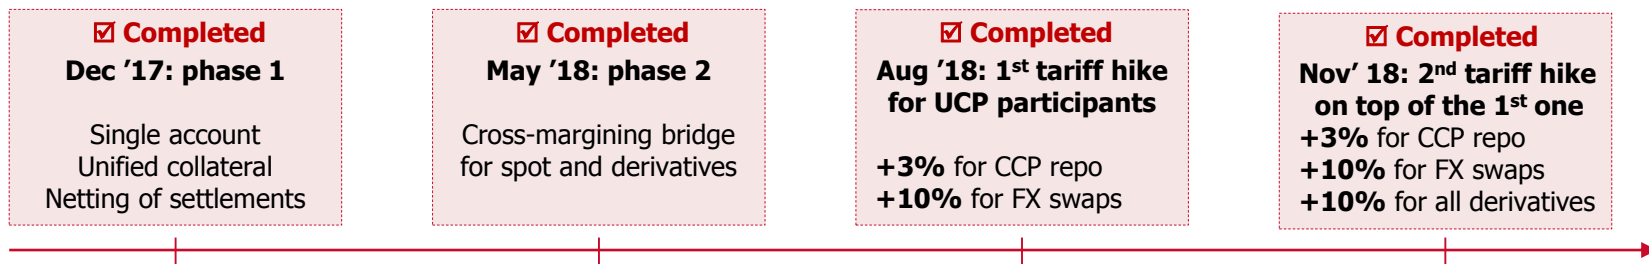 ☑ Completed
Dec ’17: phase 1
Single account
Unified collateral
Netting of settlements
☑ Completed
May ’18: phase 2
Cross-margining bridge
for spot and derivatives
☑ Completed
Aug ’18: 1st tariff hike
for UCP participants
+3% for CCP repo
+10% for FX swaps
☑ Completed
Nov’ 18: 2nd tariff hike
on top of the 1st one
+3% for CCP repo
+10% for FX swaps
+10% for all derivatives